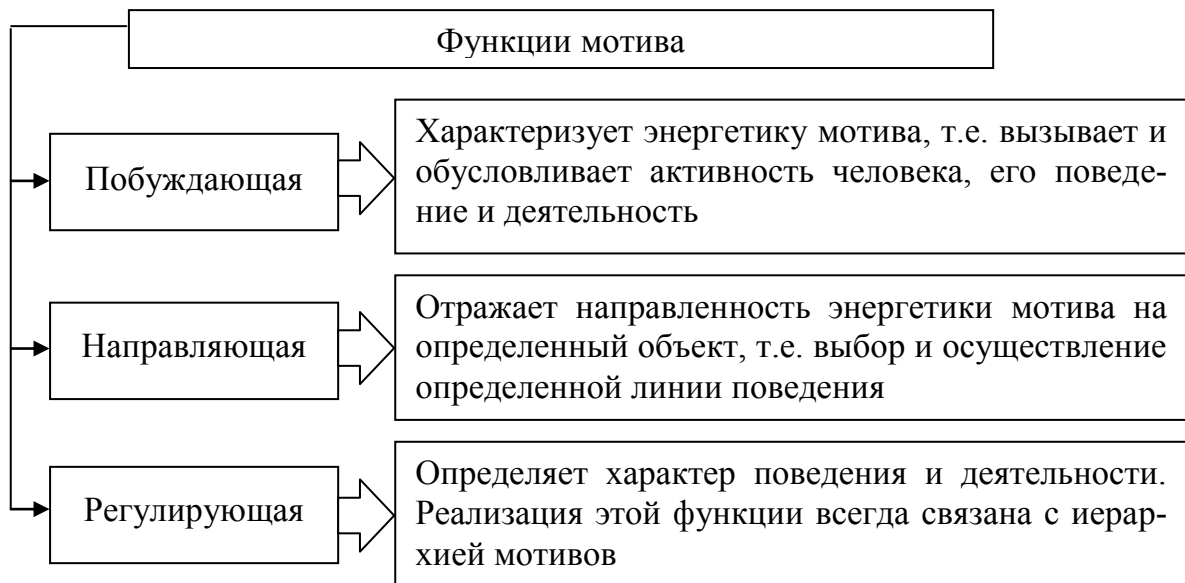 Функции мотива
Побуждающая
Характеризует энергетику мотива, т.е. вызывает и
обусловливает активность человека, его поведе-
ние и деятельность
Направляющая
Отражает направленность энергетики мотива на
определенный объект, т.е. выбор и осуществление
определенной линии поведения
Регулирующая
Определяет характер поведения и деятельности.
Реализация этой функции всегда связана с иерар-
хией мотивов